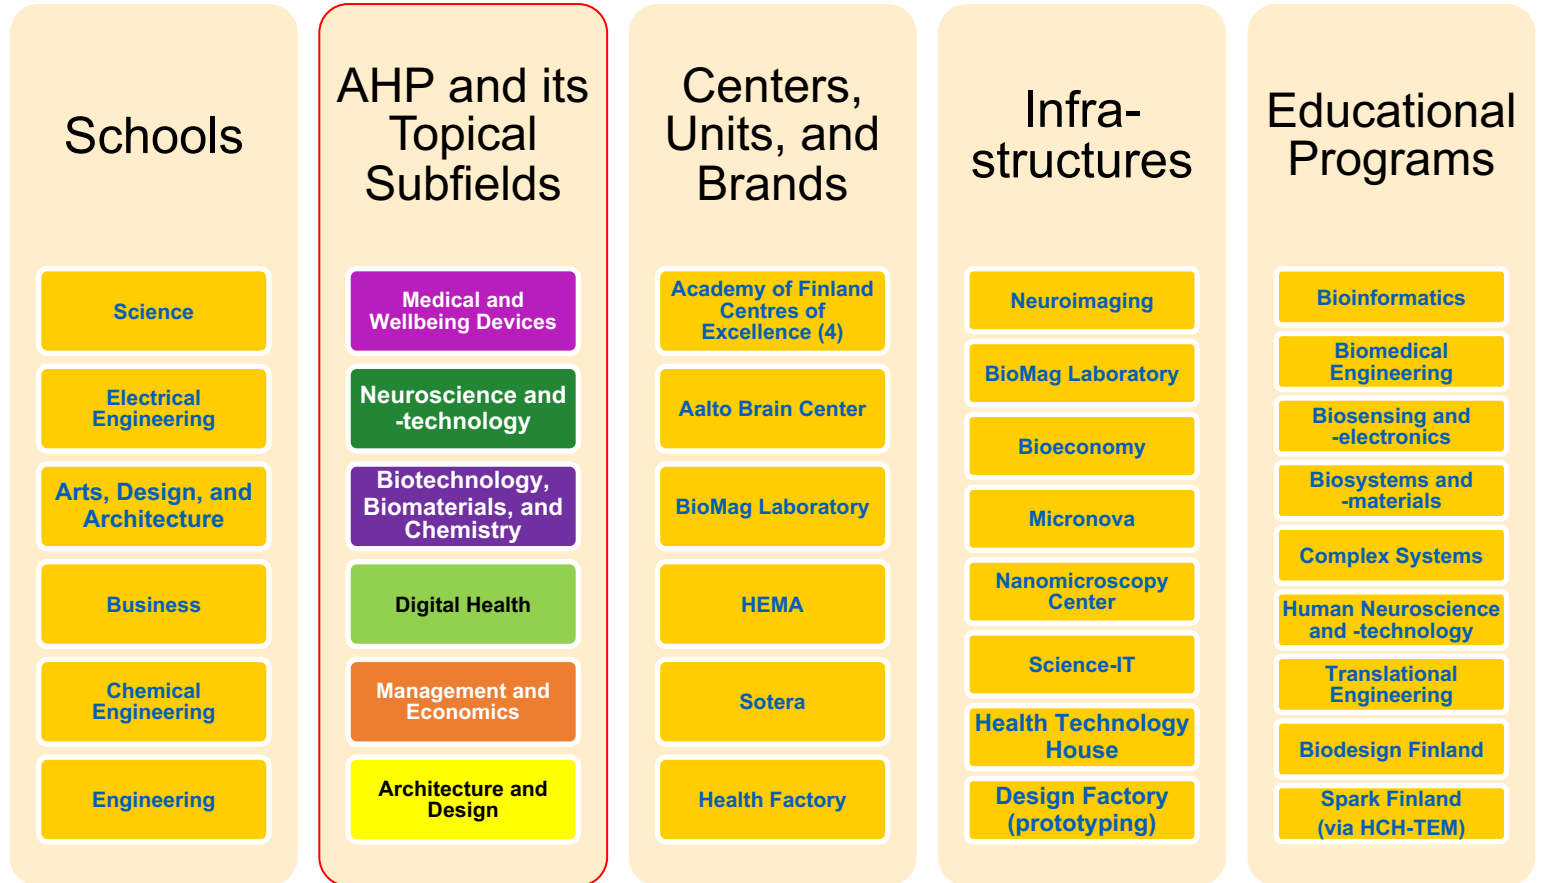 Schools
Science
Electrical
Engineering
Arts, Design, and
Architecture
Business
Chemical
Engineering
Engineering
AHP and its
Topical
Subfields
Medical and
Wellbeing Devices
Neuroscience and
-technology
Biotechnology,
Biomaterials, and
Chemistry
Digital Health
Management and
Economics
Architecture and
Design
Centers,
Units, and
Brands
Academy of Finland
Centres of
Excellence (4)
Aalto Brain Center
BioMag Laboratory
HEMA
Sotera
Health Factory
Infra-
structures
Neuroimaging
BioMag Laboratory
Bioeconomy
Micronova
Nanomicroscopy
Center
Science-IT
Health Technology
House
Design Factory
(prototyping)
Educational
Programs
Bioinformatics
Biomedical
Engineering
Biosensing and
-electronics
Biosystems and
-materials
Complex Systems
Human Neuroscience
and -technology
Translational
Engineering
Biodesign Finland
Spark Finland
(via HCH-TEM)